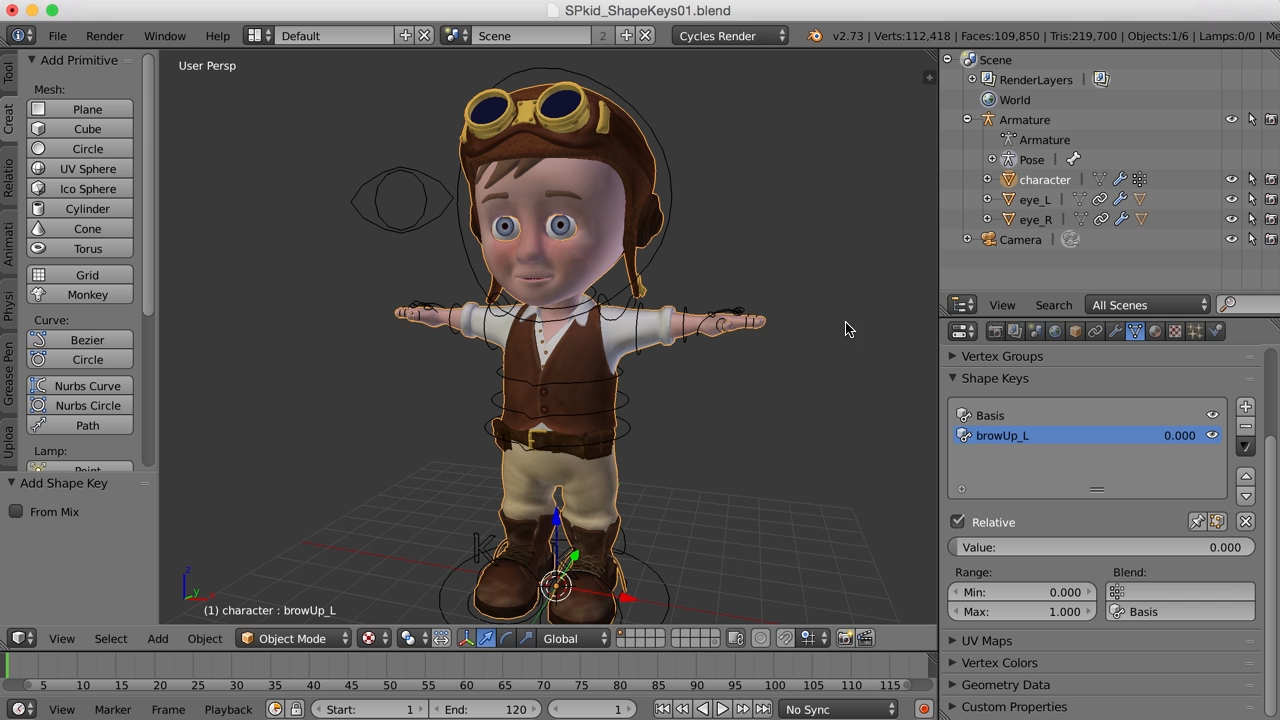 SPkid_ShapeKeys01.blend
File Render Window Help Default Scene 2 Cycles Render v2.73 | Verts:112,418 | Faces:109,850 | Tris:219,700 | Objects:1/6 | Lamps:0/0 | Me
Tool
Creat
Relatio
Animati
Physi
Grease Pen
Uploa
Add Primitive
Mesh:
Plane
Cube
Circle
UV Sphere
Ico Sphere
Cylinder
Cone
Torus
Grid
Monkey
Curve:
Bezier
Circle
Nurbs Curve
Nurbs Circle
Path
Lamp:
Point
Add Shape Key
From Mix
User Persp
K
z
y
(1) character : browUp_L
View Select Add Object Object Mode Global
5 10 15 20 25 30 35 40 45 50 55 60 65 70 75 80 85 90 95 100 105 110 115
View Marker Frame Playback Start: 1 End: 120 1 No Sync
Scene
RenderLayers
World
Armature
Armature
Pose
character
eye_L
eye_R
Camera
View Search All Scenes
Vertex Groups
Shape Keys
Basis
browUp_L 0.000
Relative
Value: 0.000
Range: Blend:
Min: 0.000
Max: 1.000 Basis
UV Maps
Vertex Colors
Geometry Data
Custom Properties